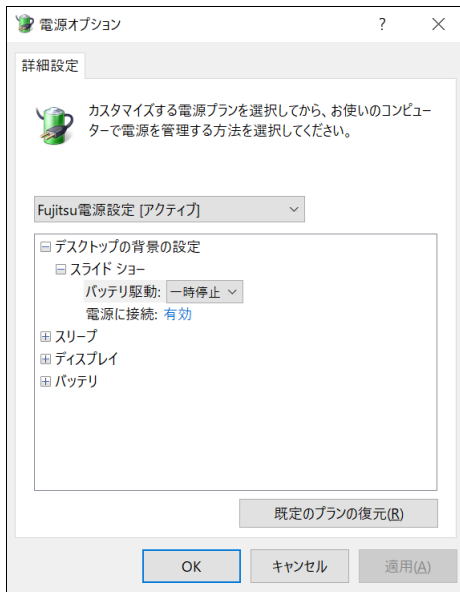 電源オプション
詳細設定
カスタマイズする電源プランを選択してから、お使いのコンピュー
ターで電源を管理する方法を選択してください。
Fujitsu電源設定 [アクティブ]
デスクトップの背景の設定
スライド ショー
バッテリ駆動: 一時停止
電源に接続: 有効
スリープ
ディスプレイ
バッテリ
既定のプランの復元(R)
OK キャンセル 適用(A)